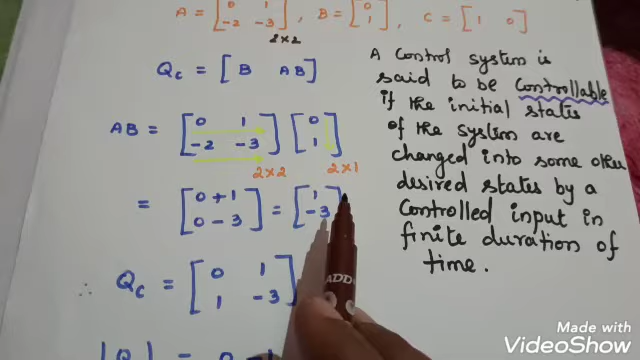 A = [ 0 1 -2 -3 ] , B = [ 0 1 ] , C = [ 1 0 ]
2×2
Qc = [ B AB ]
AB = [ 0 1 -2 -3 ] [ 0 1 ]
2×2 2×1
= [ 0+1 0-3 ] = [ 1 -3 ]
∴ Qc = [ 0 1 1 -3 ]
A Control system is
said to be Controllable
if the initial states
of the system are
changed into some other
desired states by a
Controlled input in
finite duration of
time.
ADD
Made with
VideoShow